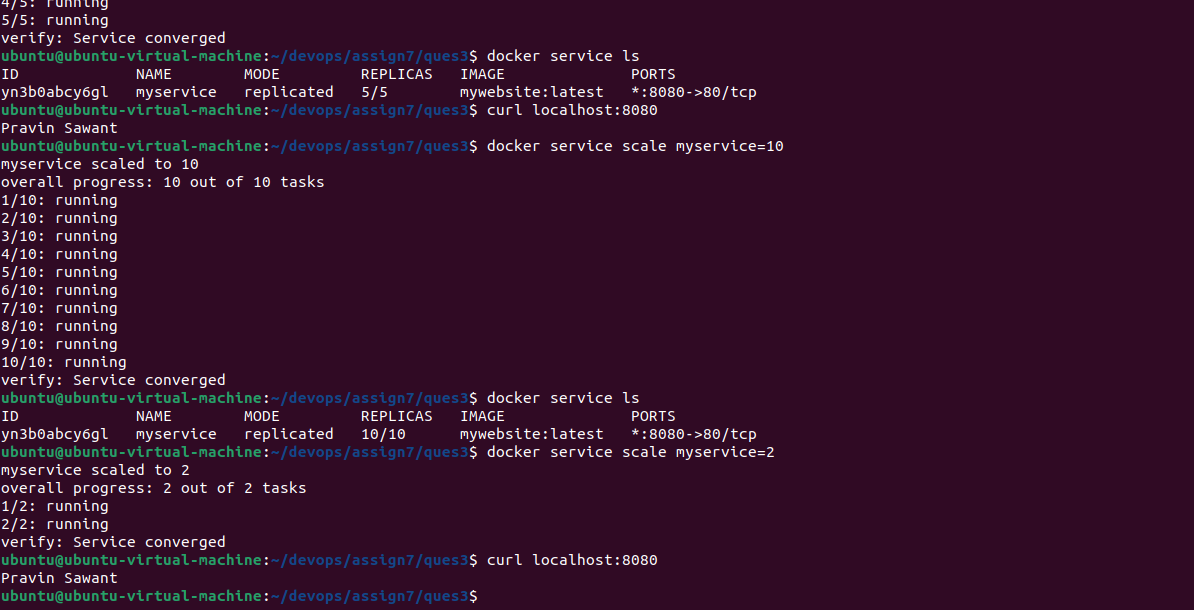 4/5: running
5/5: running
verify: Service converged
ubuntu@ubuntu-virtual-machine:~/devops/assign7/ques3$ docker service ls
ID             NAME        MODE         REPLICAS   IMAGE              PORTS
yn3b0abcy6gl   myservice   replicated   5/5        mywebsite:latest   *:8080->80/tcp
ubuntu@ubuntu-virtual-machine:~/devops/assign7/ques3$ curl localhost:8080
Pravin Sawant
ubuntu@ubuntu-virtual-machine:~/devops/assign7/ques3$ docker service scale myservice=10
myservice scaled to 10
overall progress: 10 out of 10 tasks
1/10: running
2/10: running
3/10: running
4/10: running
5/10: running
6/10: running
7/10: running
8/10: running
9/10: running
10/10: running
verify: Service converged
ubuntu@ubuntu-virtual-machine:~/devops/assign7/ques3$ docker service ls
ID             NAME        MODE         REPLICAS   IMAGE              PORTS
yn3b0abcy6gl   myservice   replicated   10/10      mywebsite:latest   *:8080->80/tcp
ubuntu@ubuntu-virtual-machine:~/devops/assign7/ques3$ docker service scale myservice=2
myservice scaled to 2
overall progress: 2 out of 2 tasks
1/2: running
2/2: running
verify: Service converged
ubuntu@ubuntu-virtual-machine:~/devops/assign7/ques3$ curl localhost:8080
Pravin Sawant
ubuntu@ubuntu-virtual-machine:~/devops/assign7/ques3$